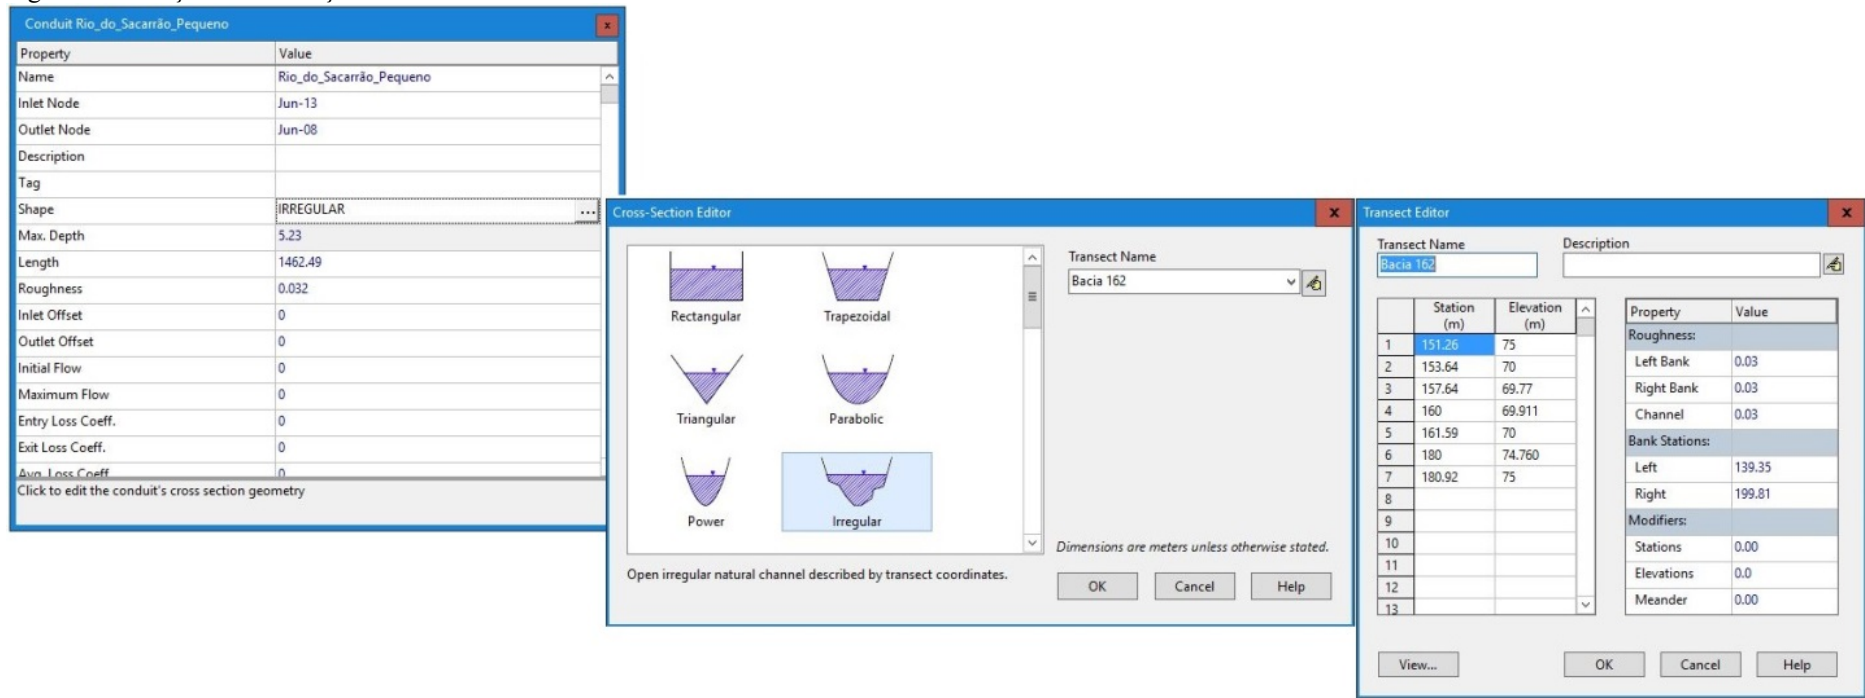 Conduit Rio_do_Sacarrão_Pequeno x
Property Value
Name Rio_do_Sacarrão_Pequeno
Inlet Node Jun-13
Outlet Node Jun-08
Description
Tag
Shape IRREGULAR ...
Max. Depth 5.23
Length 1462.49
Roughness 0.032
Inlet Offset 0
Outlet Offset 0
Initial Flow 0
Maximum Flow 0
Entry Loss Coeff. 0
Exit Loss Coeff. 0
Avg. Loss Coeff. 0
Click to edit the conduit's cross section geometry
Cross-Section Editor x
Rectangular Trapezoidal
Triangular Parabolic
Power Irregular
Open irregular natural channel described by transect coordinates.
Transect Name
Bacia 162
Dimensions are meters unless otherwise stated.
OK Cancel Help
Transect Editor x
Transect Name Description
Bacia 162
Station (m) Elevation (m)
1 151.26 75
2 153.64 70
3 157.64 69.77
4 160 69.911
5 161.59 70
6 180 74.760
7 180.92 75
8
9
10
11
12
13
Property Value
Roughness:
Left Bank 0.03
Right Bank 0.03
Channel 0.03
Bank Stations:
Left 139.35
Right 199.81
Modifiers:
Stations 0.00
Elevations 0.0
Meander 0.00
View... OK Cancel Help